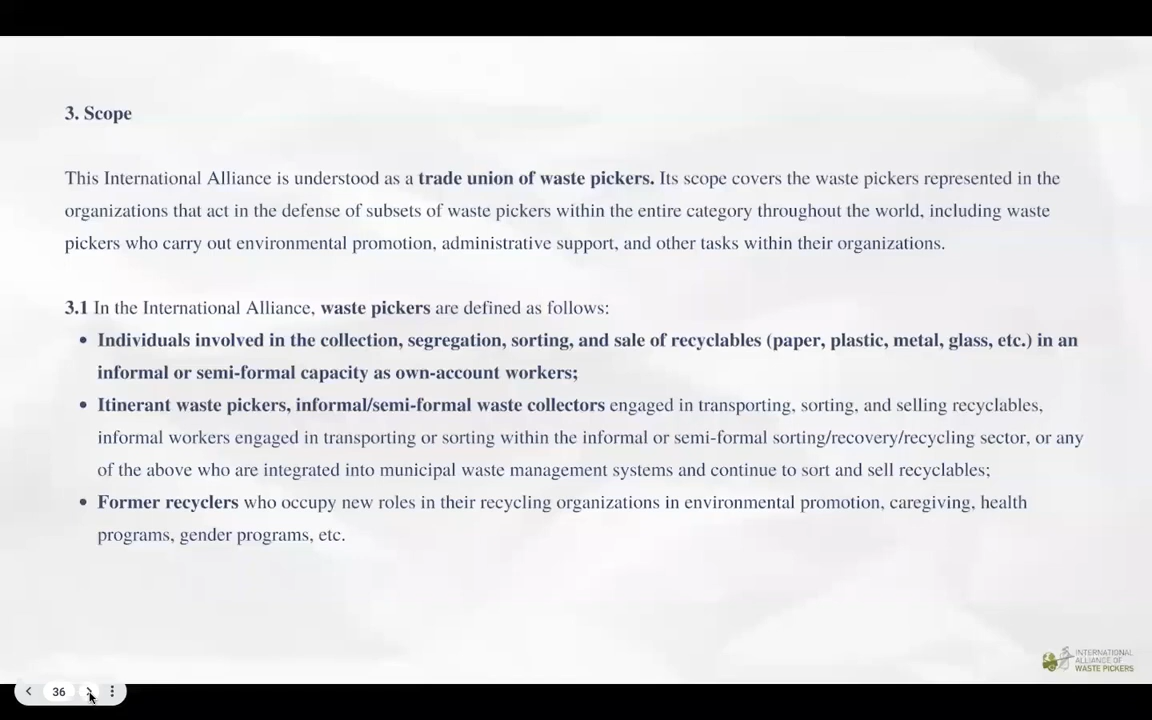 3. Scope
This International Alliance is understood as a trade union of waste pickers. Its scope covers the waste pickers represented in the
organizations that act in the defense of subsets of waste pickers within the entire category throughout the world, including waste
pickers who carry out environmental promotion, administrative support, and other tasks within their organizations.
3.1 In the International Alliance, waste pickers are defined as follows:
• Individuals involved in the collection, segregation, sorting, and sale of recyclables (paper, plastic, metal, glass, etc.) in an
informal or semi-formal capacity as own-account workers;
• Itinerant waste pickers, informal/semi-formal waste collectors engaged in transporting, sorting, and selling recyclables,
informal workers engaged in transporting or sorting within the informal or semi-formal sorting/recovery/recycling sector, or any
of the above who are integrated into municipal waste management systems and continue to sort and sell recyclables;
• Former recyclers who occupy new roles in their recycling organizations in environmental promotion, caregiving, health
programs, gender programs, etc.
INTERNATIONAL
ALLIANCE OF
WASTE PICKERS
36